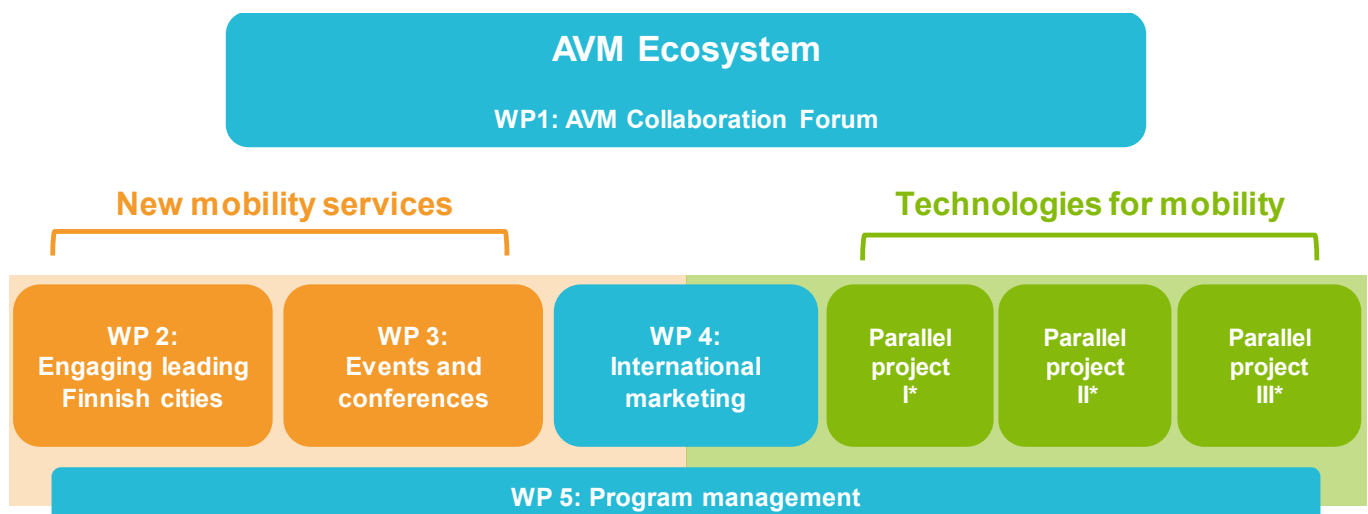 AVM Ecosystem
WP1: AVM Collaboration Forum
New mobility services
Technologies for mobility
WP 2:
Engaging leading
Finnish cities
WP 3:
Events and
conferences
WP 4:
International
marketing
Parallel
project
I*
Parallel
project
II*
Parallel
project
III*
WP 5: Program management